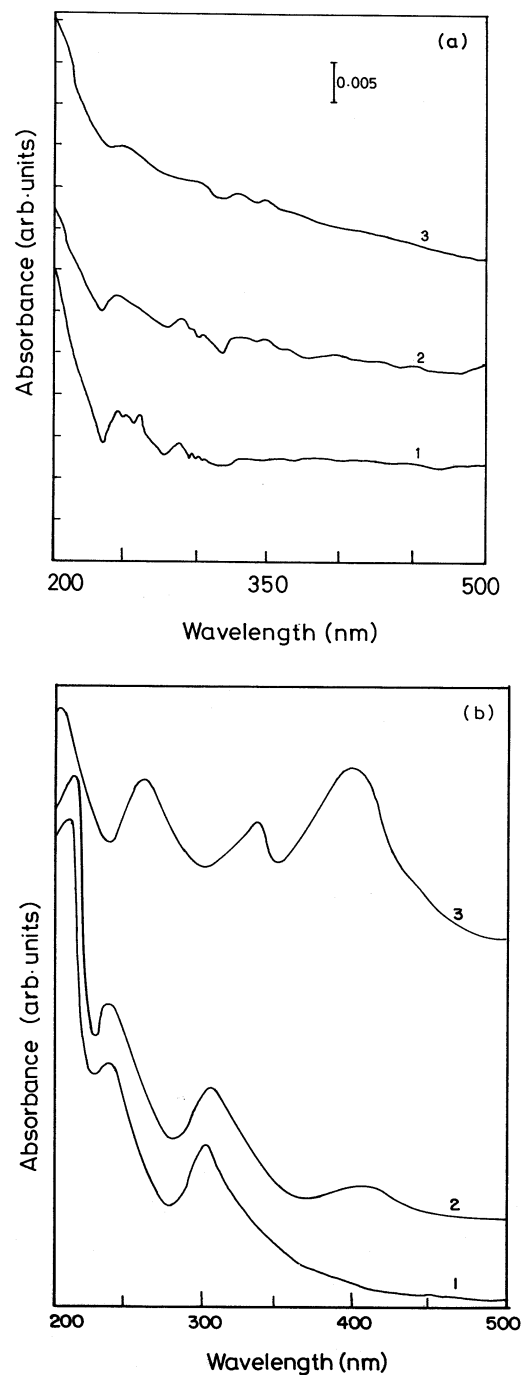 (a)
0.005
3
2
1
Absorbance (arb·units)
200 350 500
Wavelength (nm)
(b)
3
2
1
Absorbance (arb·units)
200 300 400 500
Wavelength (nm)